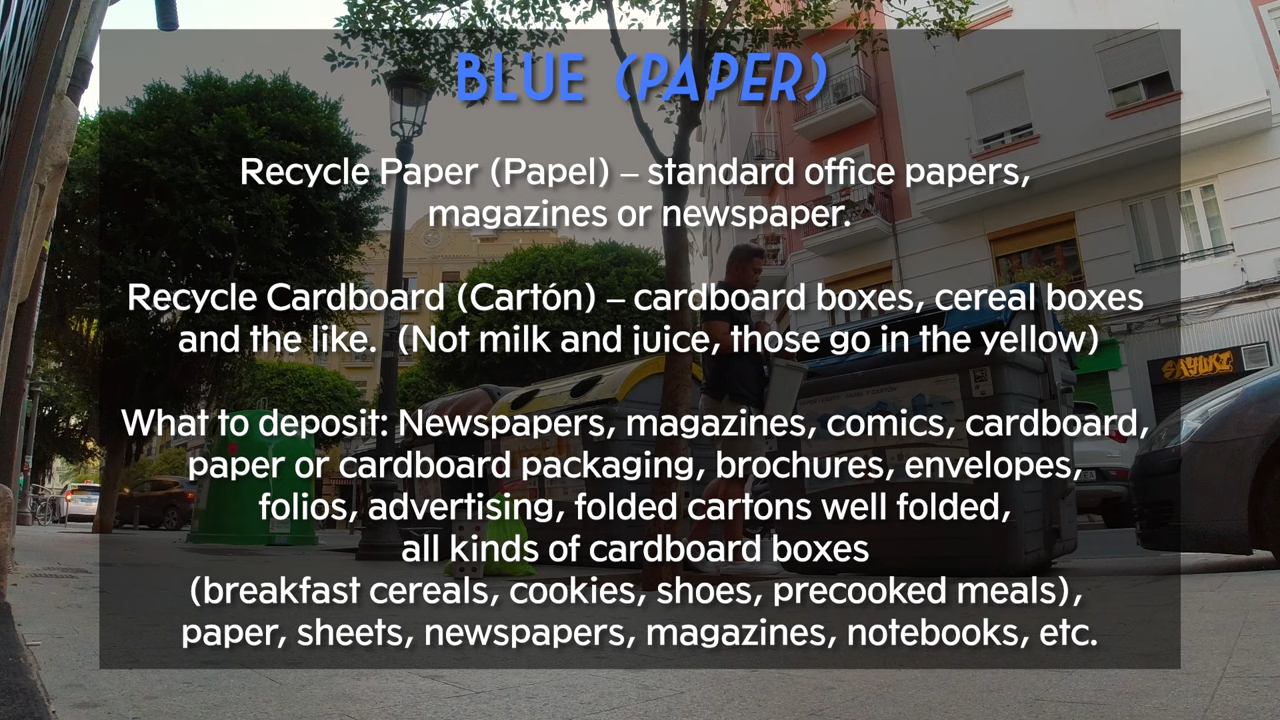 BLUE (PAPER)
Recycle Paper (Papel) – standard office papers,
magazines or newspaper.
Recycle Cardboard (Cartón) – cardboard boxes, cereal boxes
and the like.  (Not milk and juice, those go in the yellow)
What to deposit: Newspapers, magazines, comics, cardboard,
paper or cardboard packaging, brochures, envelopes,
folios, advertising, folded cartons well folded,
all kinds of cardboard boxes
(breakfast cereals, cookies, shoes, precooked meals),
paper, sheets, newspapers, magazines, notebooks, etc.